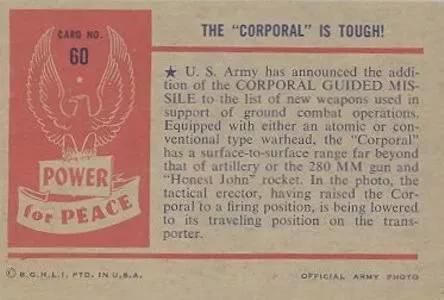 CARD NO.
60
POWER
for PEACE
THE "CORPORAL" IS TOUGH!
★ U. S. Army has announced the addi-
tion of the CORPORAL GUIDED MIS-
SILE to the list of new weapons used in
support of ground combat operations.
Equipped with either an atomic or con-
ventional type warhead, the "Corporal"
has a surface-to-surface range far beyond
that of artillery or the 280 MM gun and
"Honest John" rocket. In the photo, the
tactical erector, having raised the Cor-
poral to a firing position, is being lowered
to its traveling position on the trans-
porter.
© B.G.H.L.I. PTD. IN U.S.A.
OFFICIAL ARMY PHOTO